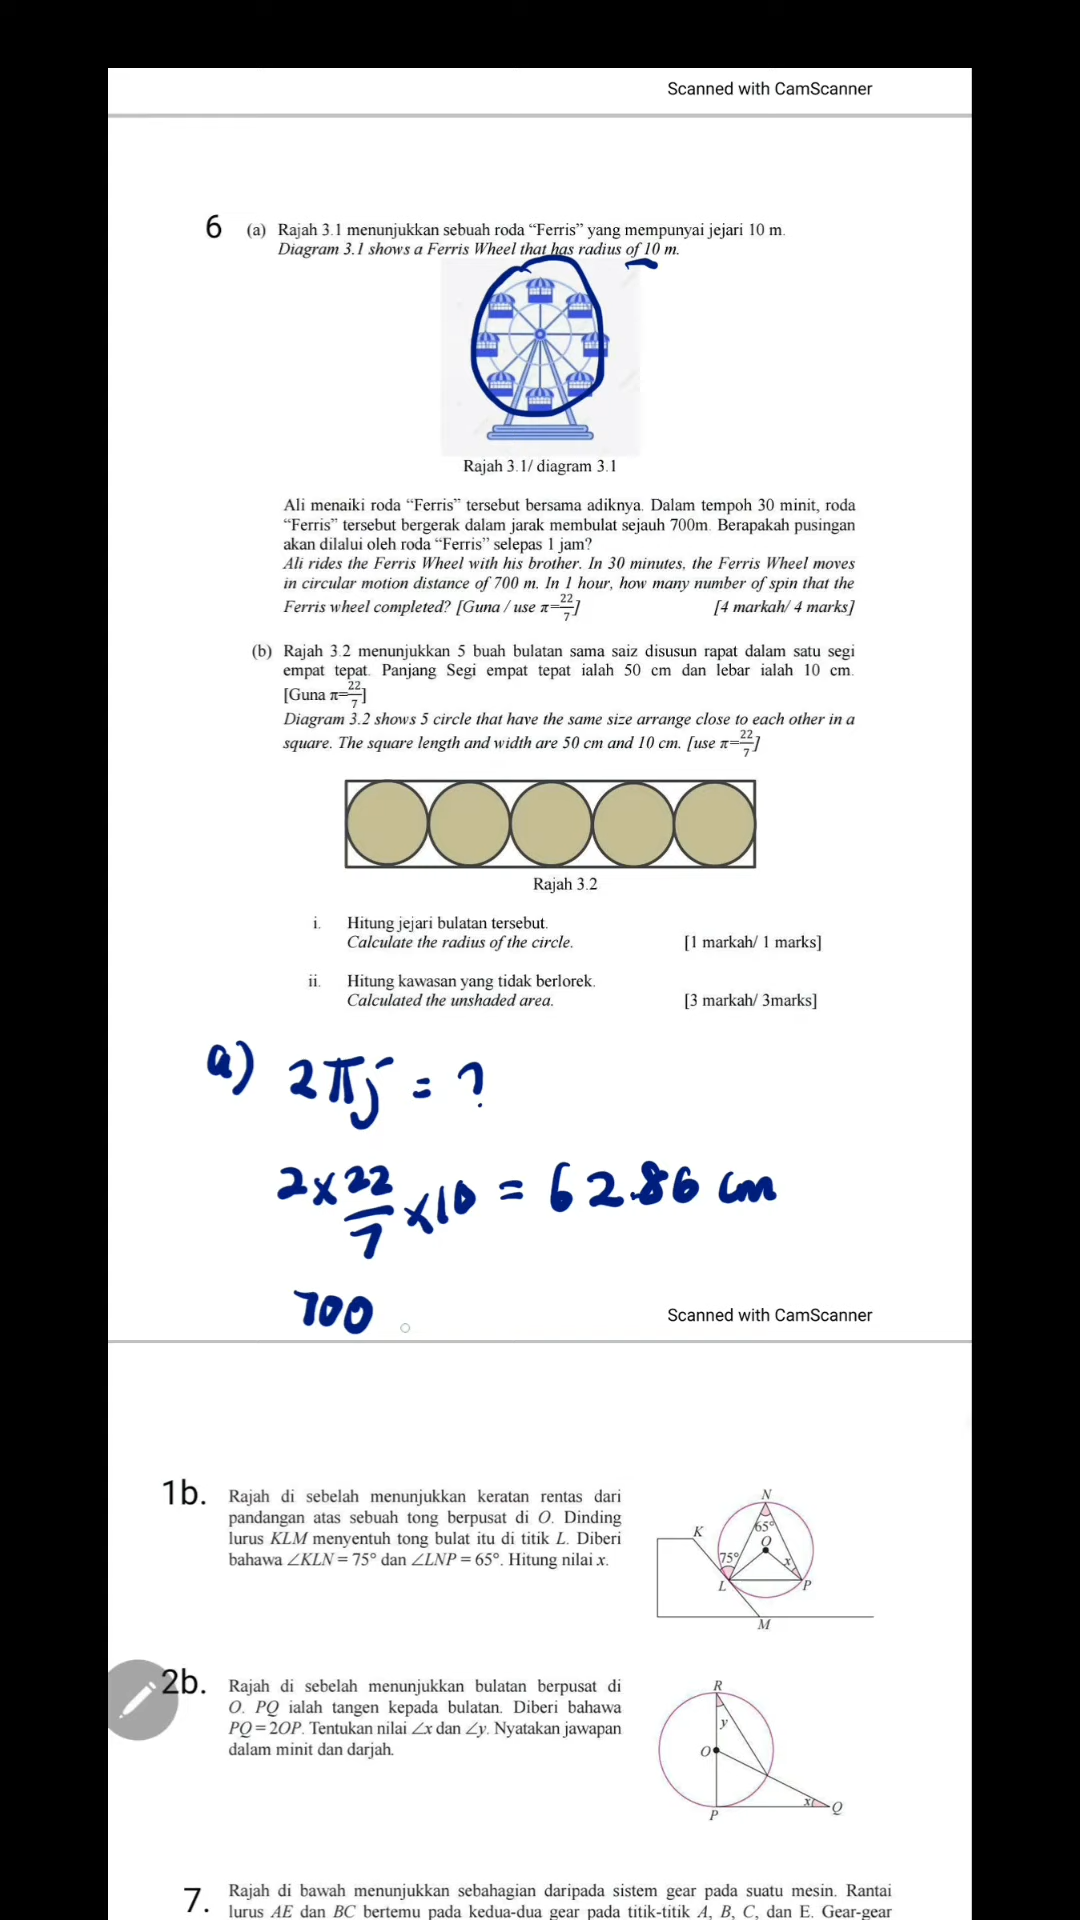 Scanned with CamScanner
6 (a) Rajah 3.1 menunjukkan sebuah roda “Ferris” yang mempunyai jejari 10 m.
Diagram 3.1 shows a Ferris Wheel that has radius of 10 m.
Rajah 3.1/ diagram 3.1
Ali menaiki roda “Ferris” tersebut bersama adiknya. Dalam tempoh 30 minit, roda
“Ferris” tersebut bergerak dalam jarak membulat sejauh 700m. Berapakah pusingan
akan dilalui oleh roda “Ferris” selepas 1 jam?
Ali rides the Ferris Wheel with his brother. In 30 minutes, the Ferris Wheel moves
in circular motion distance of 700 m. In 1 hour, how many number of spin that the
Ferris wheel completed? [Guna / use π=22/7] [4 markah/ 4 marks]
(b) Rajah 3.2 menunjukkan 5 buah bulatan sama saiz disusun rapat dalam satu segi
empat tepat. Panjang Segi empat tepat ialah 50 cm dan lebar ialah 10 cm.
[Guna π=22/7]
Diagram 3.2 shows 5 circle that have the same size arrange close to each other in a
square. The square length and width are 50 cm and 10 cm. [use π=22/7]
Rajah 3.2
i. Hitung jejari bulatan tersebut.
Calculate the radius of the circle. [1 markah/ 1 marks]
ii. Hitung kawasan yang tidak berlorek.
Calculated the unshaded area. [3 markah/ 3marks]
a) 2πj = ?
2 × 22/7 × 10 = 62.86 cm
700
Scanned with CamScanner
1b. Rajah di sebelah menunjukkan keratan rentas dari
pandangan atas sebuah tong berpusat di O. Dinding
lurus KLM menyentuh tong bulat itu di titik L. Diberi
bahawa ∠KLN = 75° dan ∠LNP = 65°. Hitung nilai x.
N
65°
K
O
75°
x
L
P
M
2b. Rajah di sebelah menunjukkan bulatan berpusat di
O. PQ ialah tangen kepada bulatan. Diberi bahawa
PQ = 2OP. Tentukan nilai ∠x dan ∠y. Nyatakan jawapan
dalam minit dan darjah.
R
y
O
x
Q
P
7. Rajah di bawah menunjukkan sebahagian daripada sistem gear pada suatu mesin. Rantai
lurus AE dan BC bertemu pada kedua-dua gear pada titik-titik A, B, C, dan E. Gear-gear